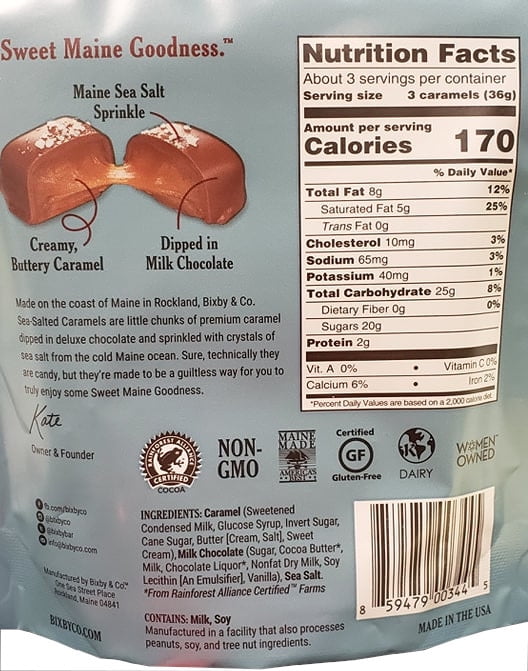 Sweet Maine Goodness.™
Maine Sea Salt
Sprinkle
Creamy,
Buttery Caramel
Dipped in
Milk Chocolate
Made on the coast of Maine in Rockland, Bixby & Co.
Sea-Salted Caramels are little chunks of premium caramel
dipped in deluxe chocolate and sprinkled with crystals of
sea salt from the cold Maine ocean. Sure, technically they
are candy, but they're made to be a guiltless way for you to
truly enjoy some Sweet Maine Goodness.
Kate
Owner & Founder
Nutrition Facts
About 3 servings per container
Serving size 3 caramels (36g)
Amount per serving
Calories 170
% Daily Value*
Total Fat 8g 12%
Saturated Fat 5g 25%
Trans Fat 0g
Cholesterol 10mg 3%
Sodium 65mg 3%
Potassium 40mg 1%
Total Carbohydrate 25g 8%
Dietary Fiber 0g 0%
Sugars 20g
Protein 2g
Vit. A 0% • Vitamin C 0%
Calcium 6% • Iron 2%
*Percent Daily Values are based on a 2,000 calorie diet.
RAINFOREST ALLIANCE
CERTIFIED
COCOA
NON-
GMO
MAINE
MADE
AMERICA'S
BEST
Certified
GF
Gluten-Free
K
DAIRY
WOMEN
OWNED
fb.com/bixbyco
@bixbyco
@bixbybar
info@bixbyco.com
Manufactured by Bixby & Co™
One Sea Street Place
Rockland, Maine 04841
BIXBYCO.COM
INGREDIENTS: Caramel (Sweetened
Condensed Milk, Glucose Syrup, Invert Sugar,
Cane Sugar, Butter [Cream, Salt], Sweet
Cream), Milk Chocolate (Sugar, Cocoa Butter*,
Milk, Chocolate Liquor*, Nonfat Dry Milk, Soy
Lecithin [An Emulsifier], Vanilla), Sea Salt.
*From Rainforest Alliance Certified™ Farms
CONTAINS: Milk, Soy
Manufactured in a facility that also processes
peanuts, soy, and tree nut ingredients.
8 59479 00344 5
MADE IN THE USA